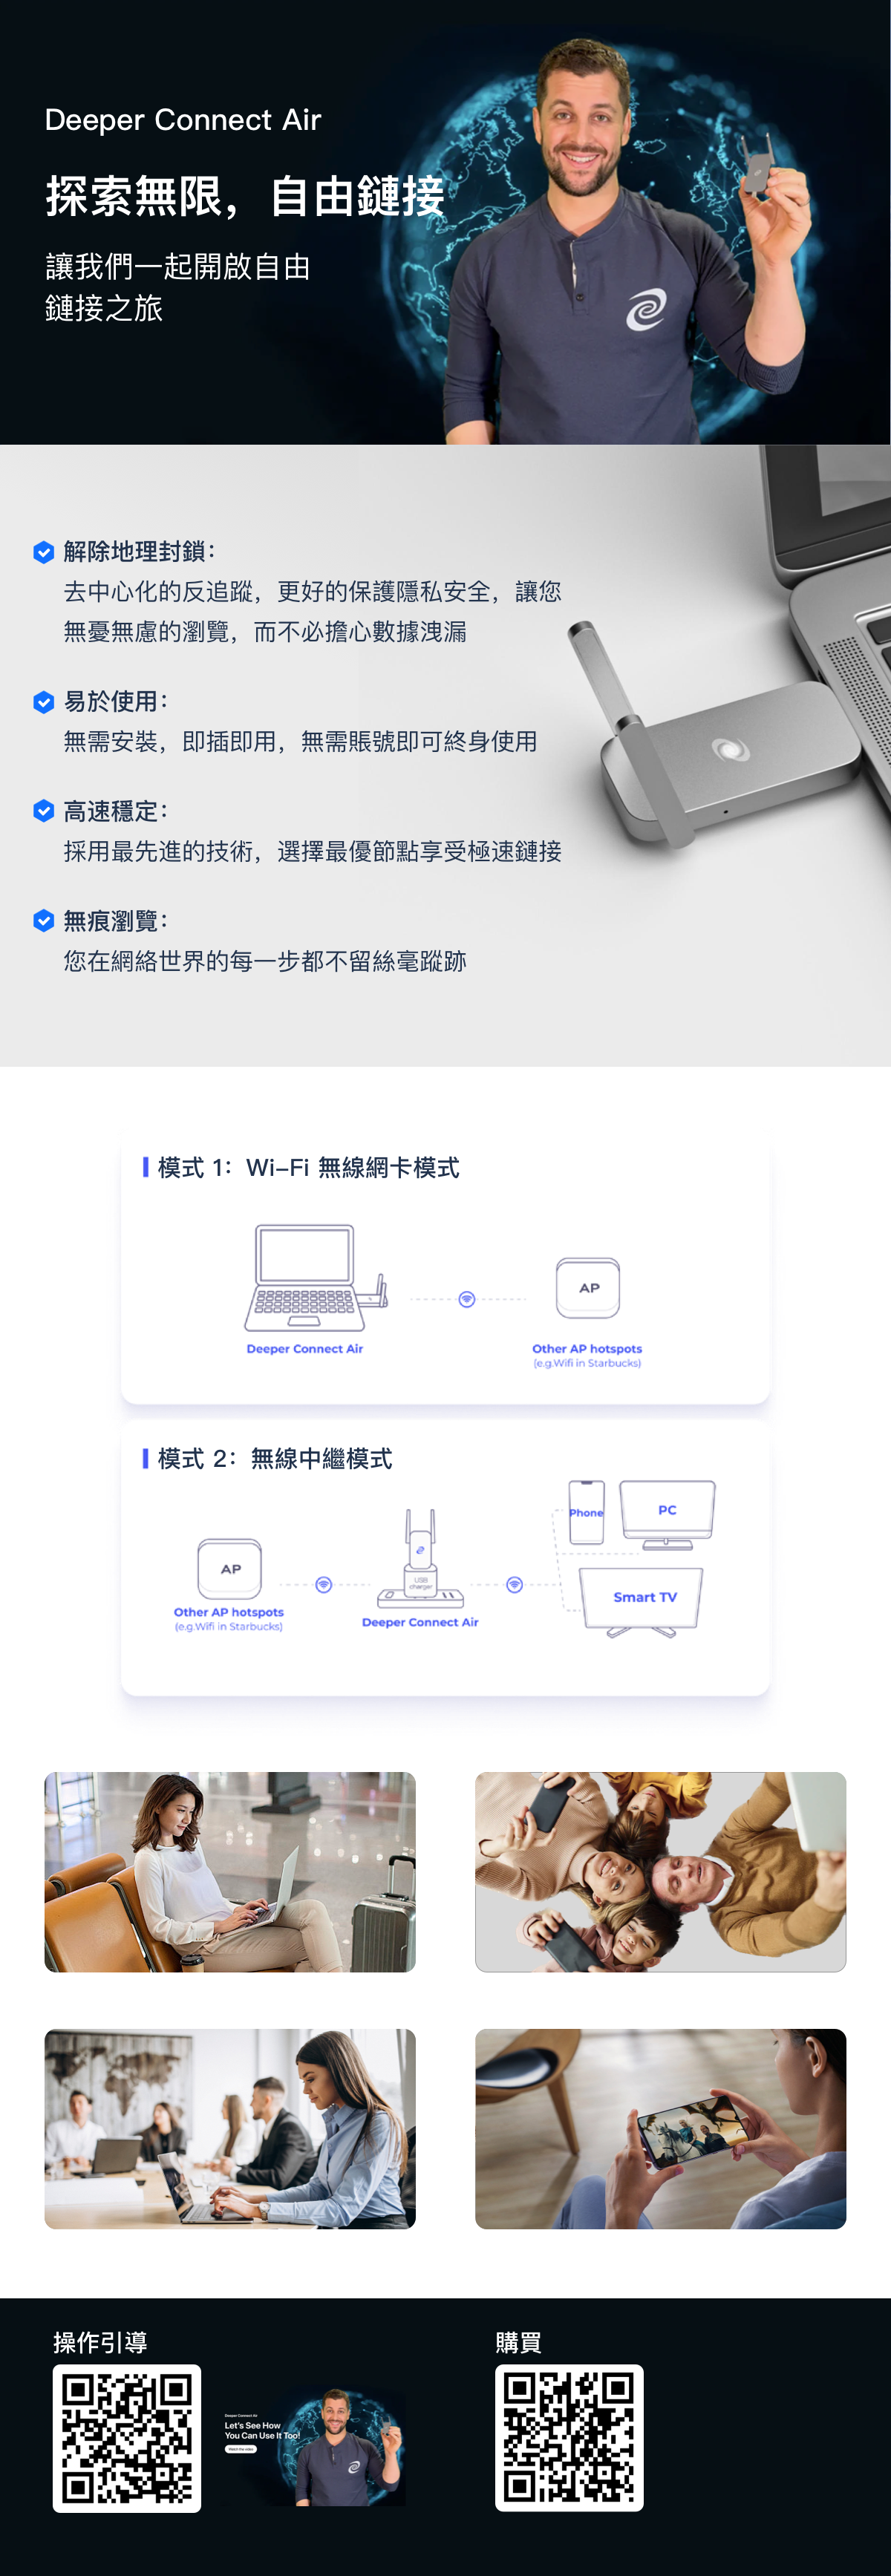 Deeper Connect Air
探索無限，自由鏈接
讓我們一起開啟自由
鏈接之旅
解除地理封鎖：
去中心化的反追蹤，更好的保護隱私安全，讓您
無憂無慮的瀏覽，而不必擔心數據洩漏
易於使用：
無需安裝，即插即用，無需賬號即可終身使用
高速穩定：
採用最先進的技術，選擇最優節點享受極速鏈接
無痕瀏覽：
您在網絡世界的每一步都不留絲毫蹤跡
模式 1：Wi-Fi 無線網卡模式
AP
Deeper Connect Air
Other AP hotspots
(e.g.Wifi in Starbucks)
模式 2：無線中繼模式
Phone
PC
AP
USB
charger
Smart TV
Other AP hotspots
(e.g.Wifi in Starbucks)
Deeper Connect Air
操作引導
購買
Deeper Connect Air
Let's See How
You Can Use It Too!
Watch the video